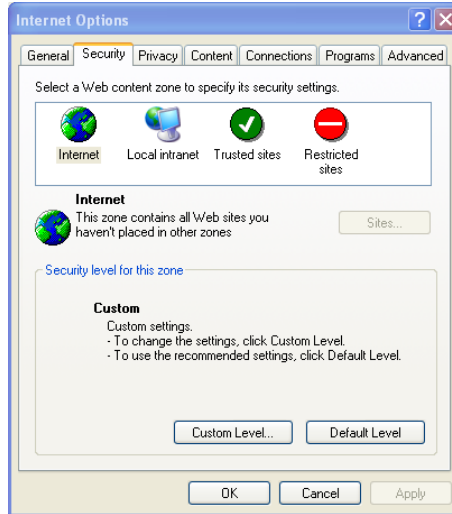 Internet Options
General Security Privacy Content Connections Programs Advanced
Select a Web content zone to specify its security settings.
Internet Local intranet Trusted sites Restricted
sites
Internet
This zone contains all Web sites you
haven't placed in other zones
Sites...
Security level for this zone
Custom
Custom settings.
- To change the settings, click Custom Level.
- To use the recommended settings, click Default Level.
Custom Level... Default Level
OK Cancel Apply